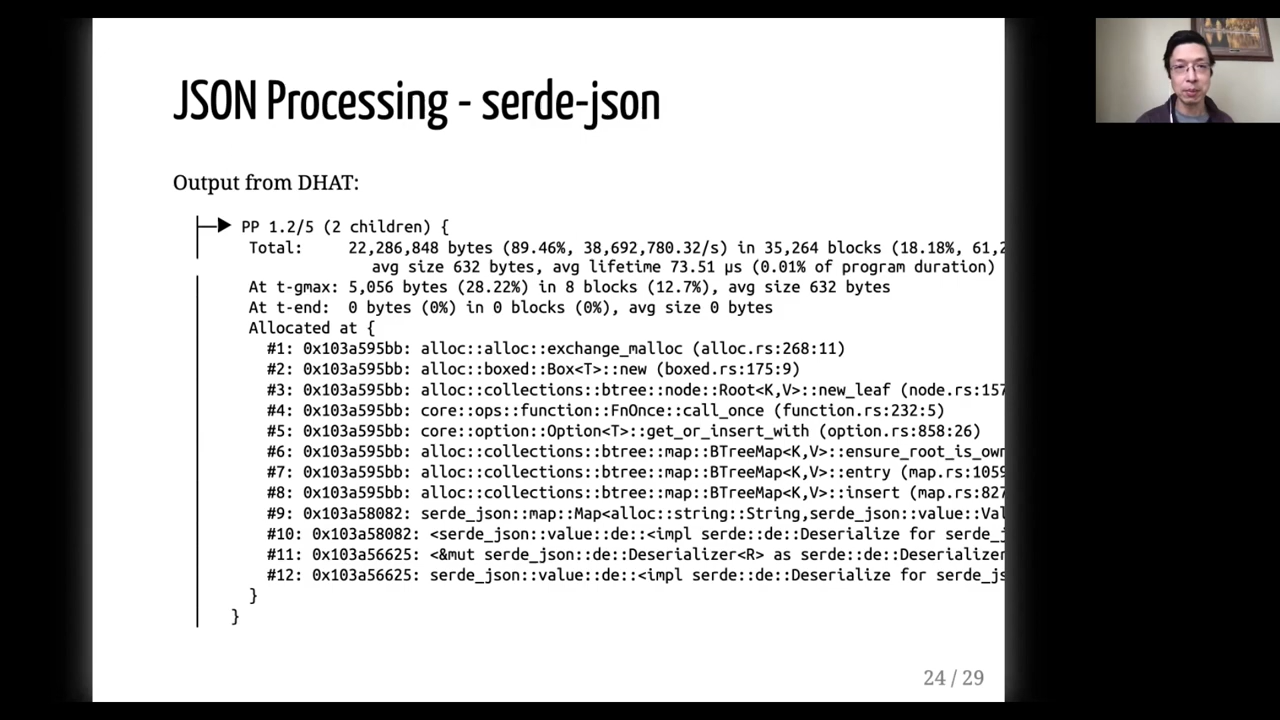 JSON Processing - serde-json
Output from DHAT:
PP 1.2/5 (2 children) {
Total: 22,286,848 bytes (89.46%, 38,692,780.32/s) in 35,264 blocks (18.18%, 61,2
avg size 632 bytes, avg lifetime 73.51 µs (0.01% of program duration)
At t-gmax: 5,056 bytes (28.22%) in 8 blocks (12.7%), avg size 632 bytes
At t-end: 0 bytes (0%) in 0 blocks (0%), avg size 0 bytes
Allocated at {
#1: 0x103a595bb: alloc::alloc::exchange_malloc (alloc.rs:268:11)
#2: 0x103a595bb: alloc::boxed::Box<T>::new (boxed.rs:175:9)
#3: 0x103a595bb: alloc::collections::btree::node::Root<K,V>::new_leaf (node.rs:157
#4: 0x103a595bb: core::ops::function::FnOnce::call_once (function.rs:232:5)
#5: 0x103a595bb: core::option::Option<T>::get_or_insert_with (option.rs:858:26)
#6: 0x103a595bb: alloc::collections::btree::map::BTreeMap<K,V>::ensure_root_is_own
#7: 0x103a595bb: alloc::collections::btree::map::BTreeMap<K,V>::entry (map.rs:1059
#8: 0x103a595bb: alloc::collections::btree::map::BTreeMap<K,V>::insert (map.rs:827
#9: 0x103a58082: serde_json::map::Map<alloc::string::String,serde_json::value::Val
#10: 0x103a58082: <serde_json::value::de::<impl serde::de::Deserialize for serde_j
#11: 0x103a56625: <&mut serde_json::de::Deserializer<R> as serde::de::Deserializer
#12: 0x103a56625: serde_json::value::de::<impl serde::de::Deserialize for serde_js
}
}
24 / 29